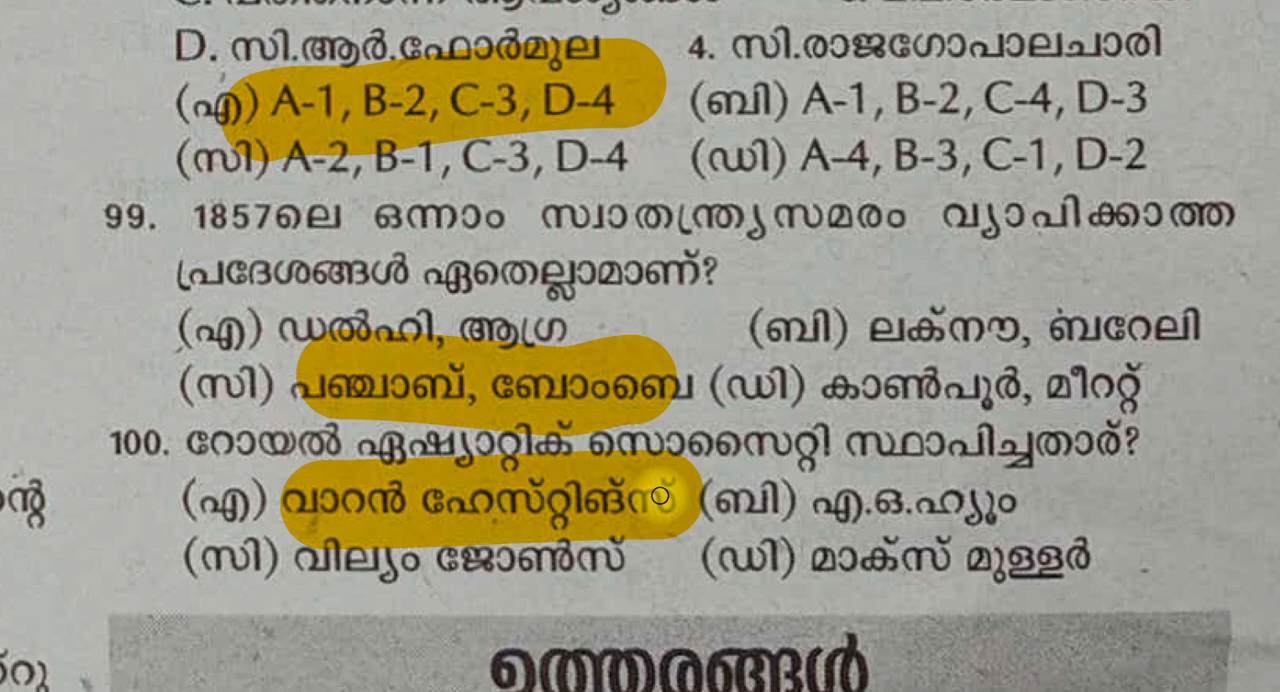 D. സി.ആർ.ഫോർമുല 4. സി.രാജഗോപാലചാരി
(എ) A-1, B-2, C-3, D-4 (ബി) A-1, B-2, C-4, D-3
(സി) A-2, B-1, C-3, D-4 (ഡി) A-4, B-3, C-1, D-2
99. 1857ലെ ഒന്നാം സ്വാതന്ത്ര്യസമരം വ്യാപിക്കാത്ത
പ്രദേശങ്ങൾ ഏതെല്ലാമാണ്?
(എ) ഡൽഹി, ആഗ്ര (ബി) ലക്നൗ, ബറേലി
(സി) പഞ്ചാബ്, ബോംബെ (ഡി) കാൺപൂർ, മീററ്റ്
100. റോയൽ ഏഷ്യാറ്റിക് സൊസൈറ്റി സ്ഥാപിച്ചതാര്?
(എ) വാറൻ ഹേസ്റ്റിങ്സ് (ബി) എ.ഒ.ഹ്യൂം
(സി) വില്യം ജോൺസ് (ഡി) മാക്സ് മുള്ളർ
ഉത്തരങ്ങൾ